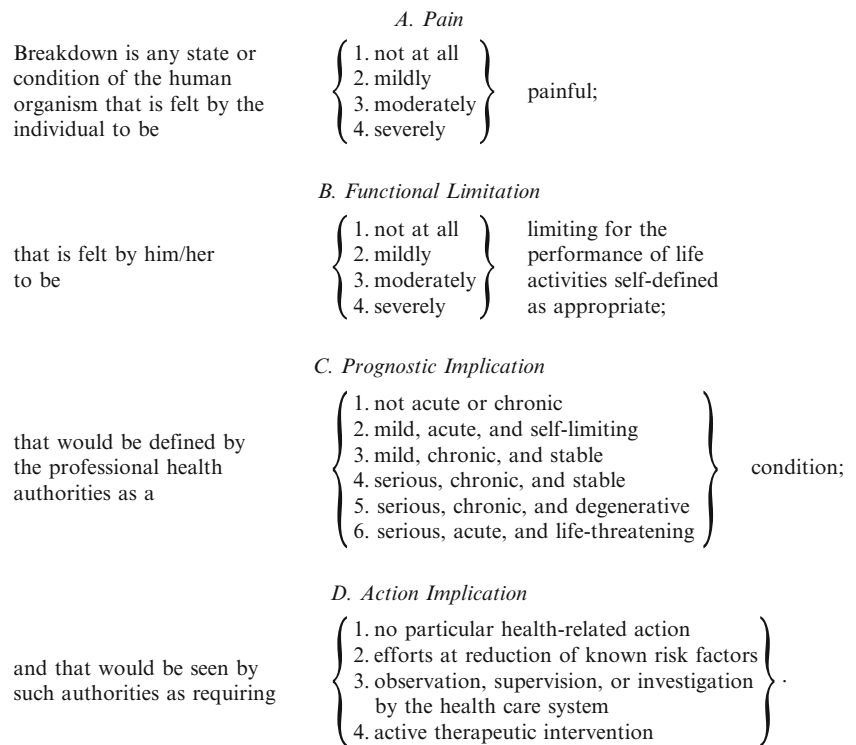 A. Pain
Breakdown is any state or
condition of the human
organism that is felt by the
individual to be
1. not at all
2. mildly
3. moderately
4. severely
painful;
B. Functional Limitation
that is felt by him/her
to be
1. not at all
2. mildly
3. moderately
4. severely
limiting for the
performance of life
activities self-defined
as appropriate;
C. Prognostic Implication
that would be defined by
the professional health
authorities as a
1. not acute or chronic
2. mild, acute, and self-limiting
3. mild, chronic, and stable
4. serious, chronic, and stable
5. serious, chronic, and degenerative
6. serious, acute, and life-threatening
condition;
D. Action Implication
and that would be seen by
such authorities as requiring
1. no particular health-related action
2. efforts at reduction of known risk factors
3. observation, supervision, or investigation
by the health care system
4. active therapeutic intervention
.